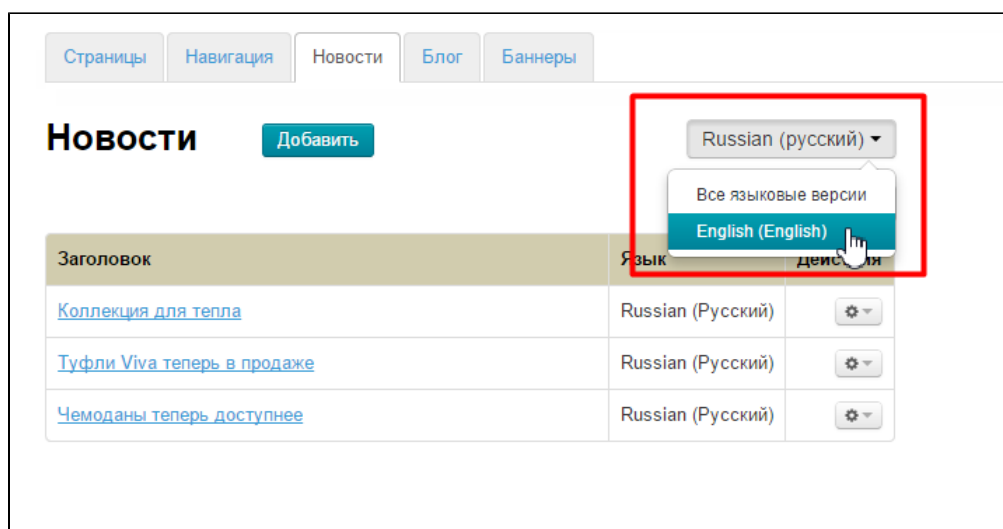 Страницы Навигация Новости Блог Баннеры
Новости Добавить Russian (русский)
Все языковые версии
English (English)
Заголовок Язык
Коллекция для тепла Russian (Русский)
Туфли Viva теперь в продаже Russian (Русский)
Чемоданы теперь доступнее Russian (Русский)